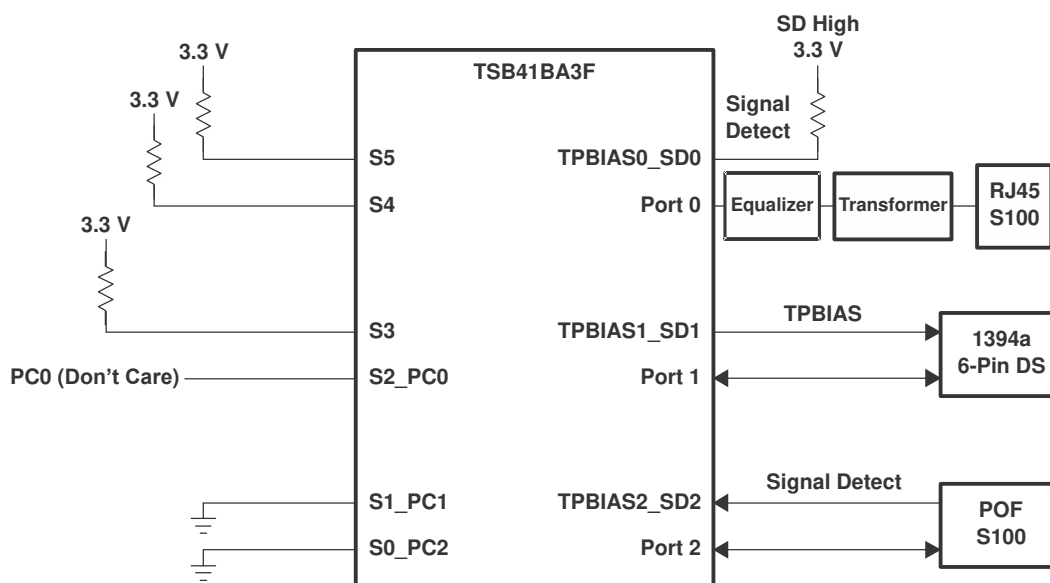 SD High
3.3 V
3.3 V
TSB41BA3F
3.3 V
Signal
Detect
S5
TPBIAS0_SD0
S4
Port 0
Equalizer
Transformer
RJ45
S100
3.3 V
S3
TPBIAS1_SD1
TPBIAS
1394a
6-Pin DS
PC0 (Don't Care)
S2_PC0
Port 1
S1_PC1
TPBIAS2_SD2
Signal Detect
POF
S100
S0_PC2
Port 2